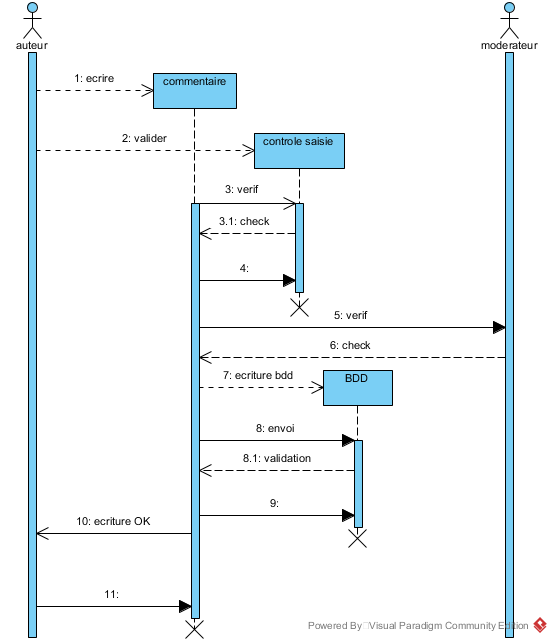 auteur
moderateur
1: ecrire
commentaire
2: valider
controle saisie
3: verif
3.1: check
4:
5: verif
6: check
7: ecriture bdd
BDD
8: envoi
8.1: validation
9:
10: ecriture OK
11:
Powered By Visual Paradigm Community Edition